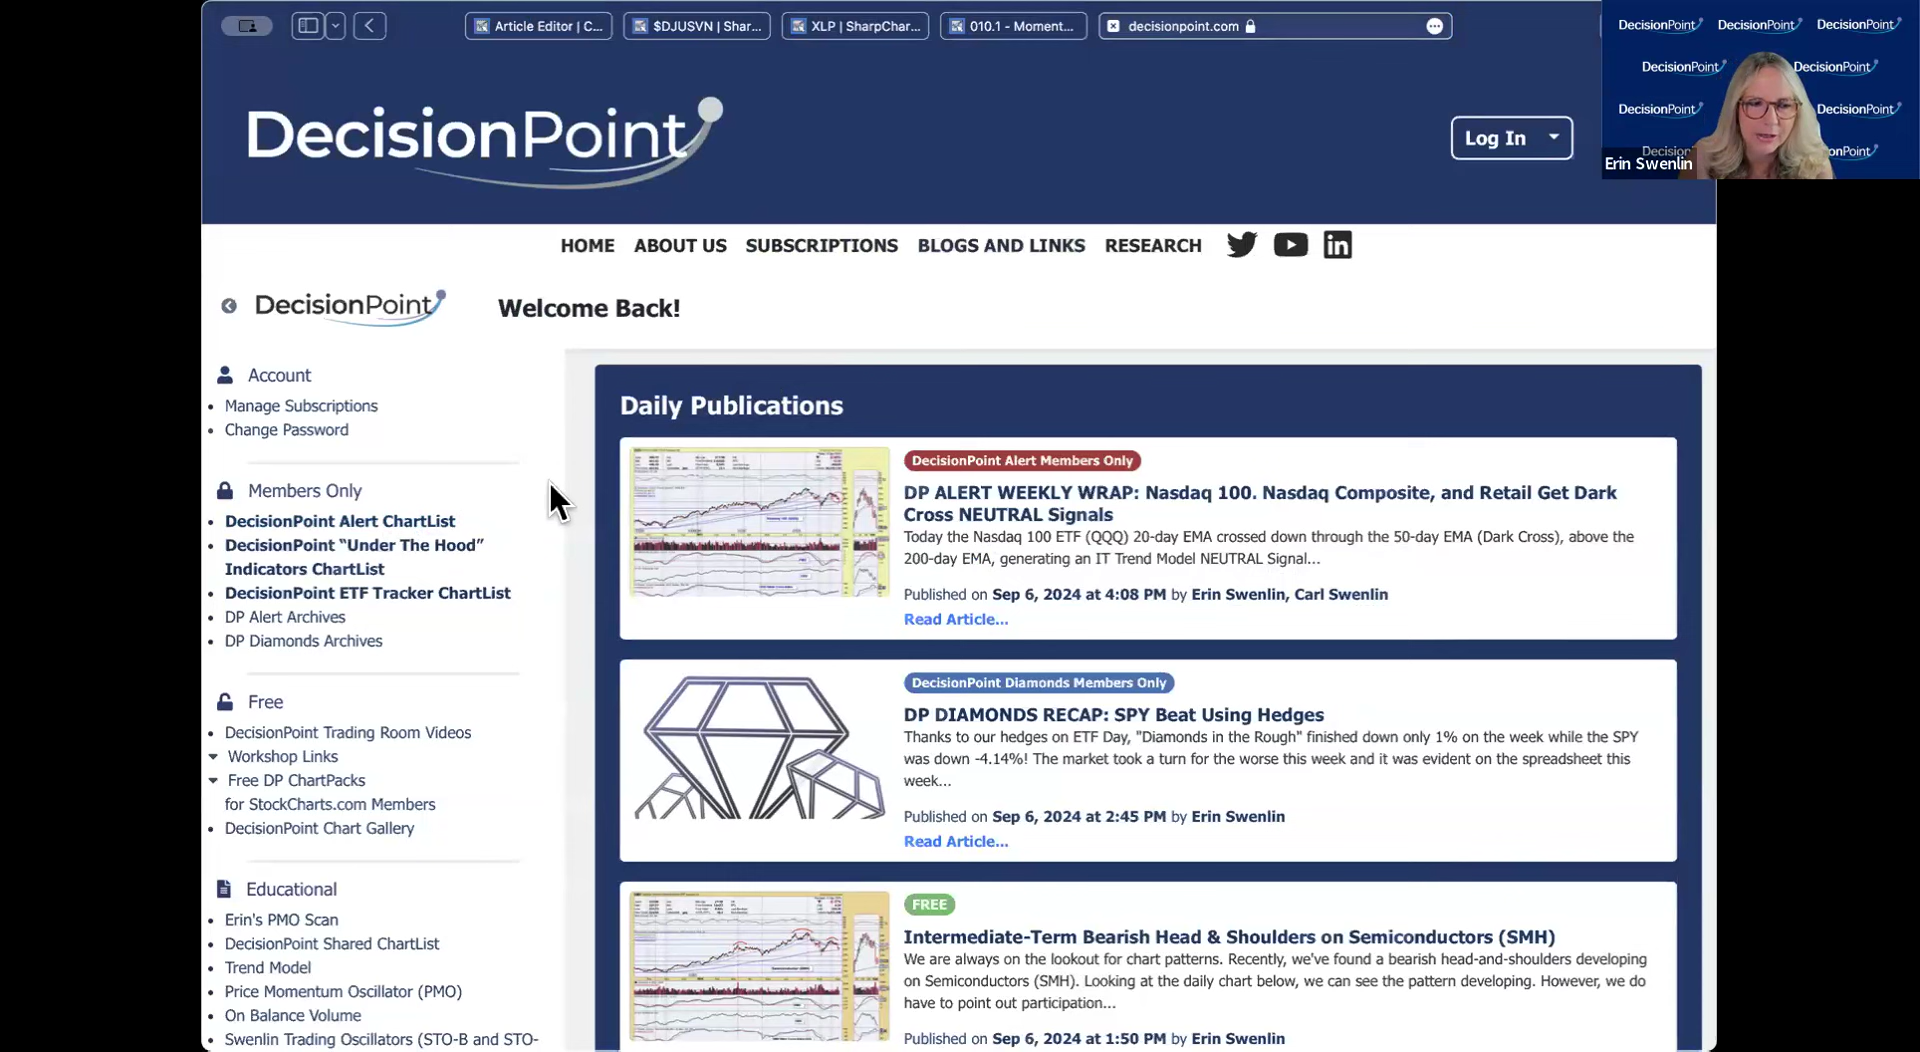 Article Editor | C...
$DJUSVN | Shar...
XLP | SharpChar...
010.1 - Moment...
decisionpoint.com
DecisionPoint
Log In
DecisionPoint DecisionPoint DecisionPoint
DecisionPoint DecisionPoint
DecisionPoint DecisionPoint
Erin Swenlin
HOME ABOUT US SUBSCRIPTIONS BLOGS AND LINKS RESEARCH
DecisionPoint
Welcome Back!
Account
Manage Subscriptions
Change Password
Members Only
DecisionPoint Alert ChartList
DecisionPoint “Under The Hood”
Indicators ChartList
DecisionPoint ETF Tracker ChartList
DP Alert Archives
DP Diamonds Archives
Free
DecisionPoint Trading Room Videos
Workshop Links
Free DP ChartPacks
for StockCharts.com Members
DecisionPoint Chart Gallery
Educational
Erin's PMO Scan
DecisionPoint Shared ChartList
Trend Model
Price Momentum Oscillator (PMO)
On Balance Volume
Swenlin Trading Oscillators (STO-B and STO-
Daily Publications
DecisionPoint Alert Members Only
DP ALERT WEEKLY WRAP: Nasdaq 100. Nasdaq Composite, and Retail Get Dark
Cross NEUTRAL Signals
Today the Nasdaq 100 ETF (QQQ) 20-day EMA crossed down through the 50-day EMA (Dark Cross), above the
200-day EMA, generating an IT Trend Model NEUTRAL Signal...
Published on Sep 6, 2024 at 4:08 PM by Erin Swenlin, Carl Swenlin
Read Article...
DecisionPoint Diamonds Members Only
DP DIAMONDS RECAP: SPY Beat Using Hedges
Thanks to our hedges on ETF Day, "Diamonds in the Rough" finished down only 1% on the week while the SPY
was down -4.14%! The market took a turn for the worse this week and it was evident on the spreadsheet this
week...
Published on Sep 6, 2024 at 2:45 PM by Erin Swenlin
Read Article...
FREE
Intermediate-Term Bearish Head & Shoulders on Semiconductors (SMH)
We are always on the lookout for chart patterns. Recently, we've found a bearish head-and-shoulders developing
on Semiconductors (SMH). Looking at the daily chart below, we can see the pattern developing. However, we do
have to point out participation...
Published on Sep 6, 2024 at 1:50 PM by Erin Swenlin